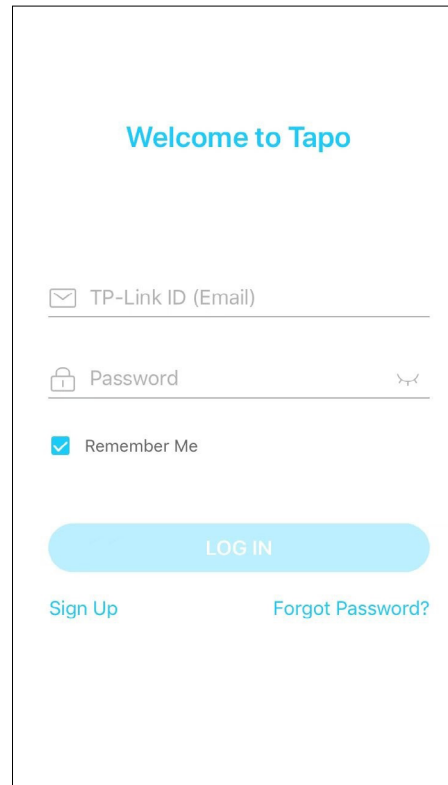 Welcome to Tapo
TP-Link ID (Email)
Password
Remember Me
LOG IN
Sign Up
Forgot Password?